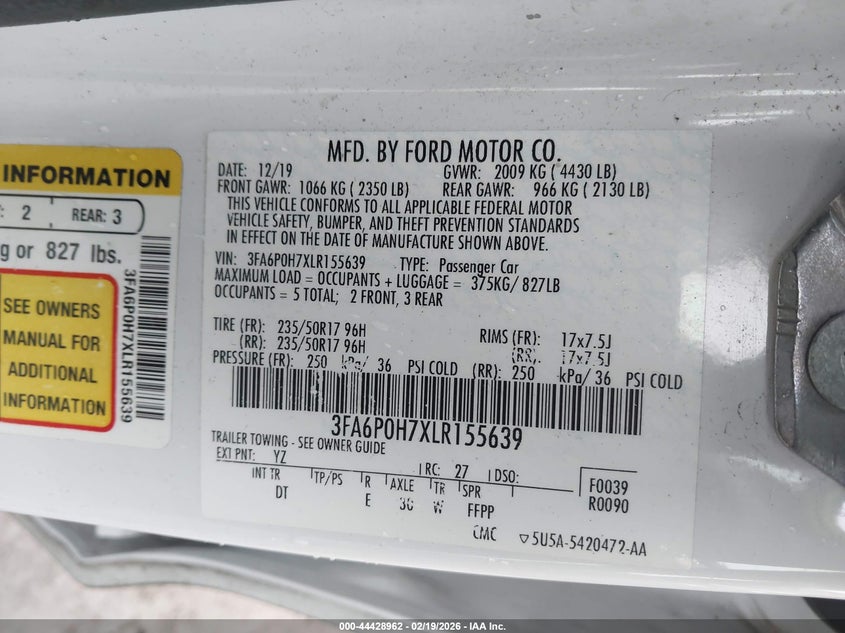 INFORMATION
2 REAR: 3
g or 827 lbs.
SEE OWNERS
MANUAL FOR
ADDITIONAL
INFORMATION
3FA6P0H7XLR155639
MFD. BY FORD MOTOR CO.
DATE: 12/19 GVWR: 2009 KG ( 4430 LB)
FRONT GAWR: 1066 KG ( 2350 LB) REAR GAWR: 966 KG ( 2130 LB)
THIS VEHICLE CONFORMS TO ALL APPLICABLE FEDERAL MOTOR
VEHICLE SAFETY, BUMPER, AND THEFT PREVENTION STANDARDS
IN EFFECT ON THE DATE OF MANUFACTURE SHOWN ABOVE.
VIN: 3FA6P0H7XLR155639 TYPE: Passenger Car
MAXIMUM LOAD = OCCUPANTS + LUGGAGE = 375KG/ 827LB
OCCUPANTS = 5 TOTAL; 2 FRONT, 3 REAR
TIRE (FR): 235/50R17 96H RIMS (FR): 17x7.5J
(RR): 235/50R17 96H (RR): 17x7.5J
PRESSURE (FR): 250 kPa/ 36 PSI COLD (RR): 250 kPa/ 36 PSI COLD
3FA6P0H7XLR155639
TRAILER TOWING - SEE OWNER GUIDE
EXT PNT: YZ RC: 27 DSO: F0039
INT TR TP/PS R AXLE TR SPR R0090
DT E 36 W FFPP
CMC ▽5U5A-5420472-AA
000-44428962 - 02/19/2026 - IAA Inc.